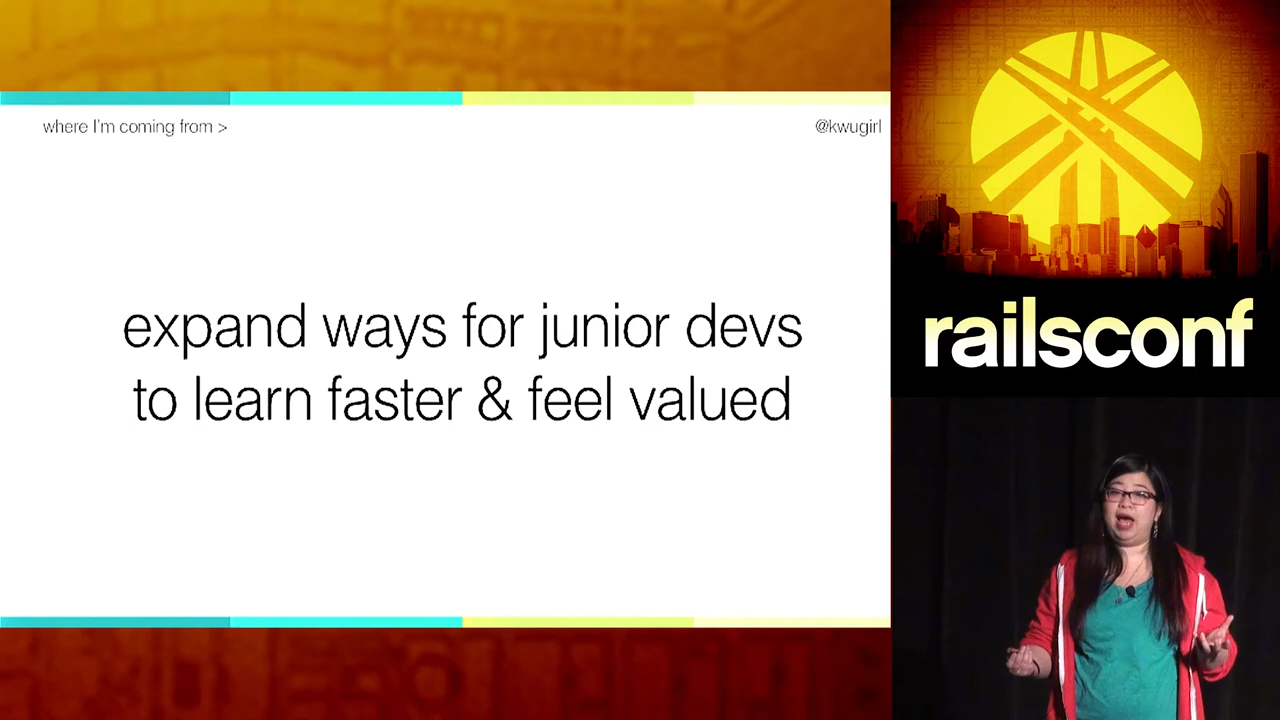 where I'm coming from >
@kwugirl
expand ways for junior devs
to learn faster & feel valued
railsconf